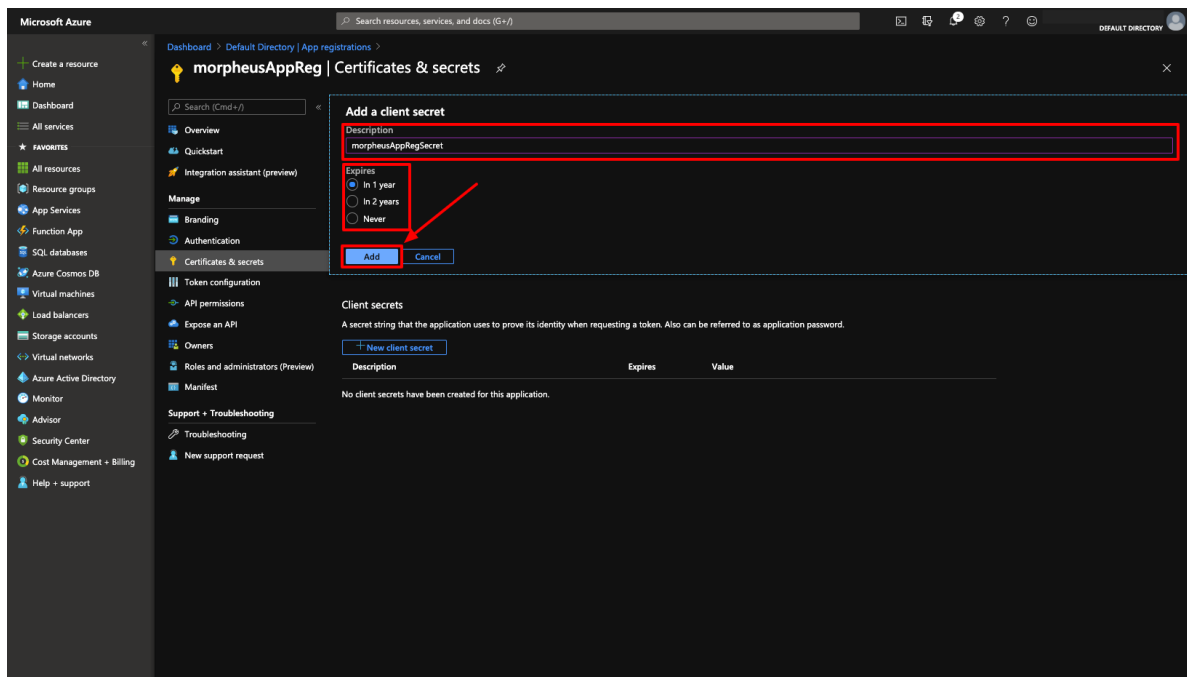 Microsoft Azure
Search resources, services, and docs (G+/)
2
?
DEFAULT DIRECTORY
«
Create a resource
Home
Dashboard
All services
FAVORITES
All resources
Resource groups
App Services
Function App
SQL databases
Azure Cosmos DB
Virtual machines
Load balancers
Storage accounts
Virtual networks
Azure Active Directory
Monitor
Advisor
Security Center
Cost Management + Billing
Help + support
Dashboard > Default Directory | App registrations >
morpheusAppReg | Certificates & secrets
Search (Cmd+/)
«
Overview
Quickstart
Integration assistant (preview)
Manage
Branding
Authentication
Certificates & secrets
Token configuration
API permissions
Expose an API
Owners
Roles and administrators (Preview)
Manifest
Support + Troubleshooting
Troubleshooting
New support request
Add a client secret
Description
morpheusAppRegSecret
Expires
In 1 year
In 2 years
Never
Add Cancel
Client secrets
A secret string that the application uses to prove its identity when requesting a token. Also can be referred to as application password.
+ New client secret
Description Expires Value
No client secrets have been created for this application.